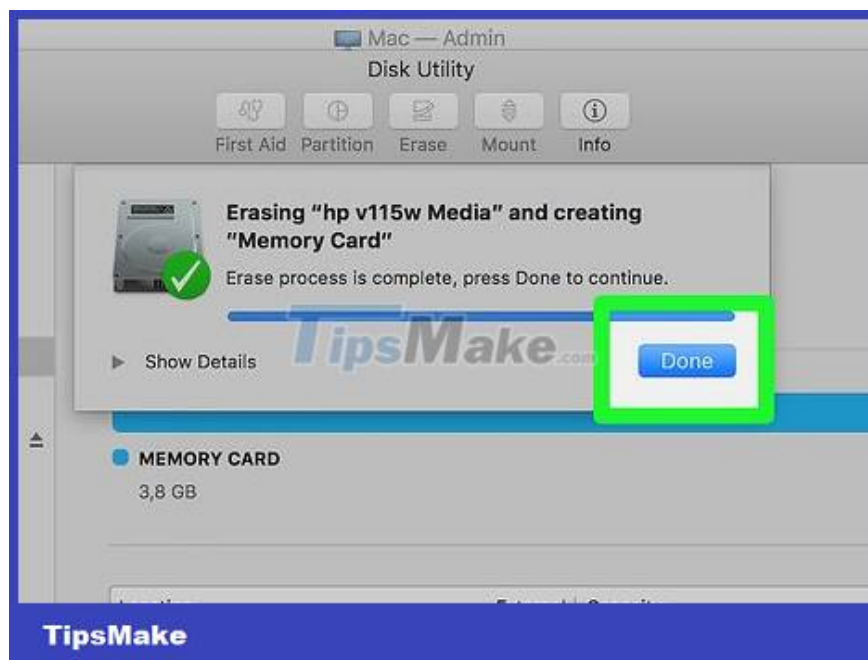 Mac — Admin
Disk Utility
First Aid Partition Erase Mount Info
Erasing "hp v115w Media" and creating
"Memory Card"
Erase process is complete, press Done to continue.
TipsMake.com
Show Details
Done
MEMORY CARD
3,8 GB
TipsMake